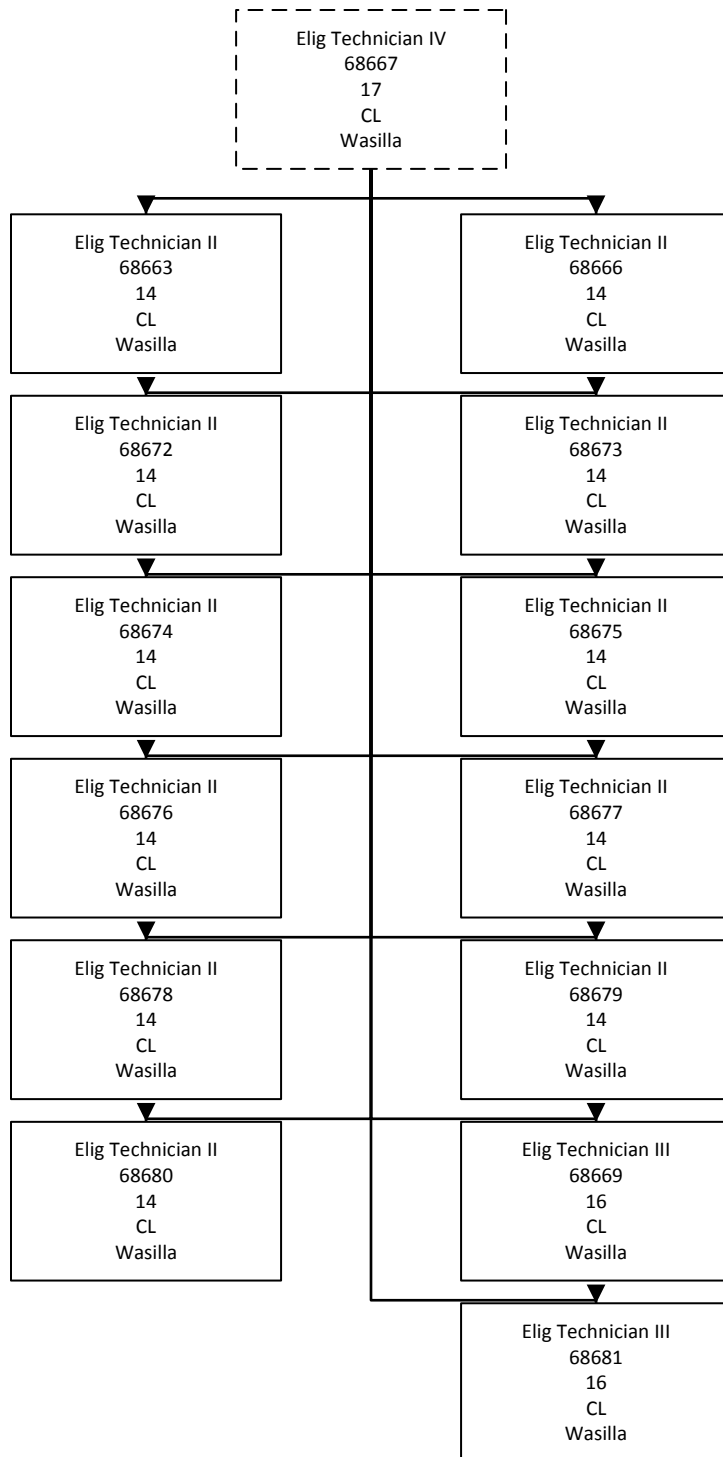 Elig Technician IV
68667
17
CL
Wasilla
Elig Technician II
68663
14
CL
Wasilla
Elig Technician II
68666
14
CL
Wasilla
Elig Technician II
68672
14
CL
Wasilla
Elig Technician II
68673
14
CL
Wasilla
Elig Technician II
68674
14
CL
Wasilla
Elig Technician II
68675
14
CL
Wasilla
Elig Technician II
68676
14
CL
Wasilla
Elig Technician II
68677
14
CL
Wasilla
Elig Technician II
68678
14
CL
Wasilla
Elig Technician II
68679
14
CL
Wasilla
Elig Technician II
68680
14
CL
Wasilla
Elig Technician III
68669
16
CL
Wasilla
Elig Technician III
68681
16
CL
Wasilla